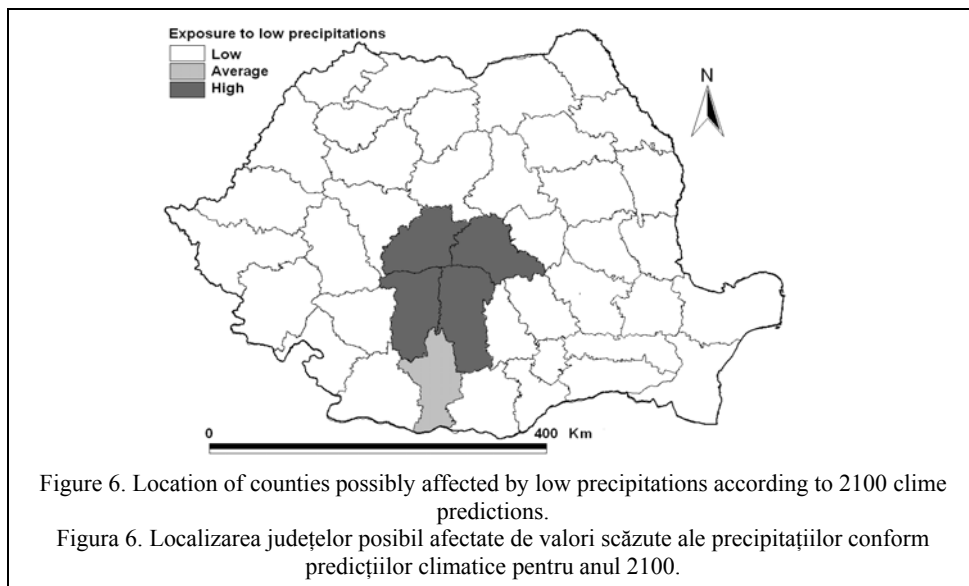 Exposure to low precipitations
Low
Average
High
N
0 400 Km
Figure 6. Location of counties possibly affected by low precipitations according to 2100 clime
predictions.
Figura 6. Localizarea județelor posibil afectate de valori scăzute ale precipitațiilor conform
predicțiilor climatice pentru anul 2100.